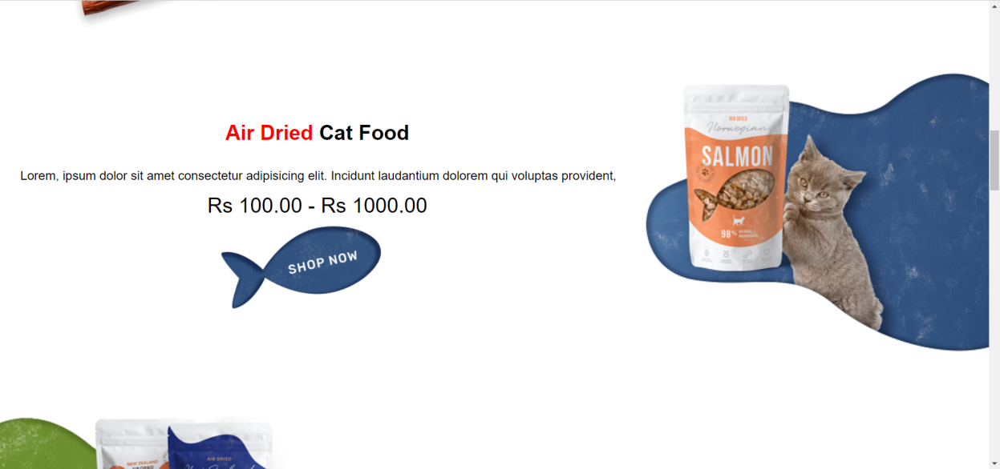 Air Dried Cat Food
Lorem, ipsum dolor sit amet consectetur adipisicing elit. Incidunt laudantium dolorem qui voluptas provident,
Rs 100.00 - Rs 1000.00
SHOP NOW
AIR DRIED
Norwegian
SALMON
98%
NEW ZEALAND
AIR DRIED
AIR DRIED